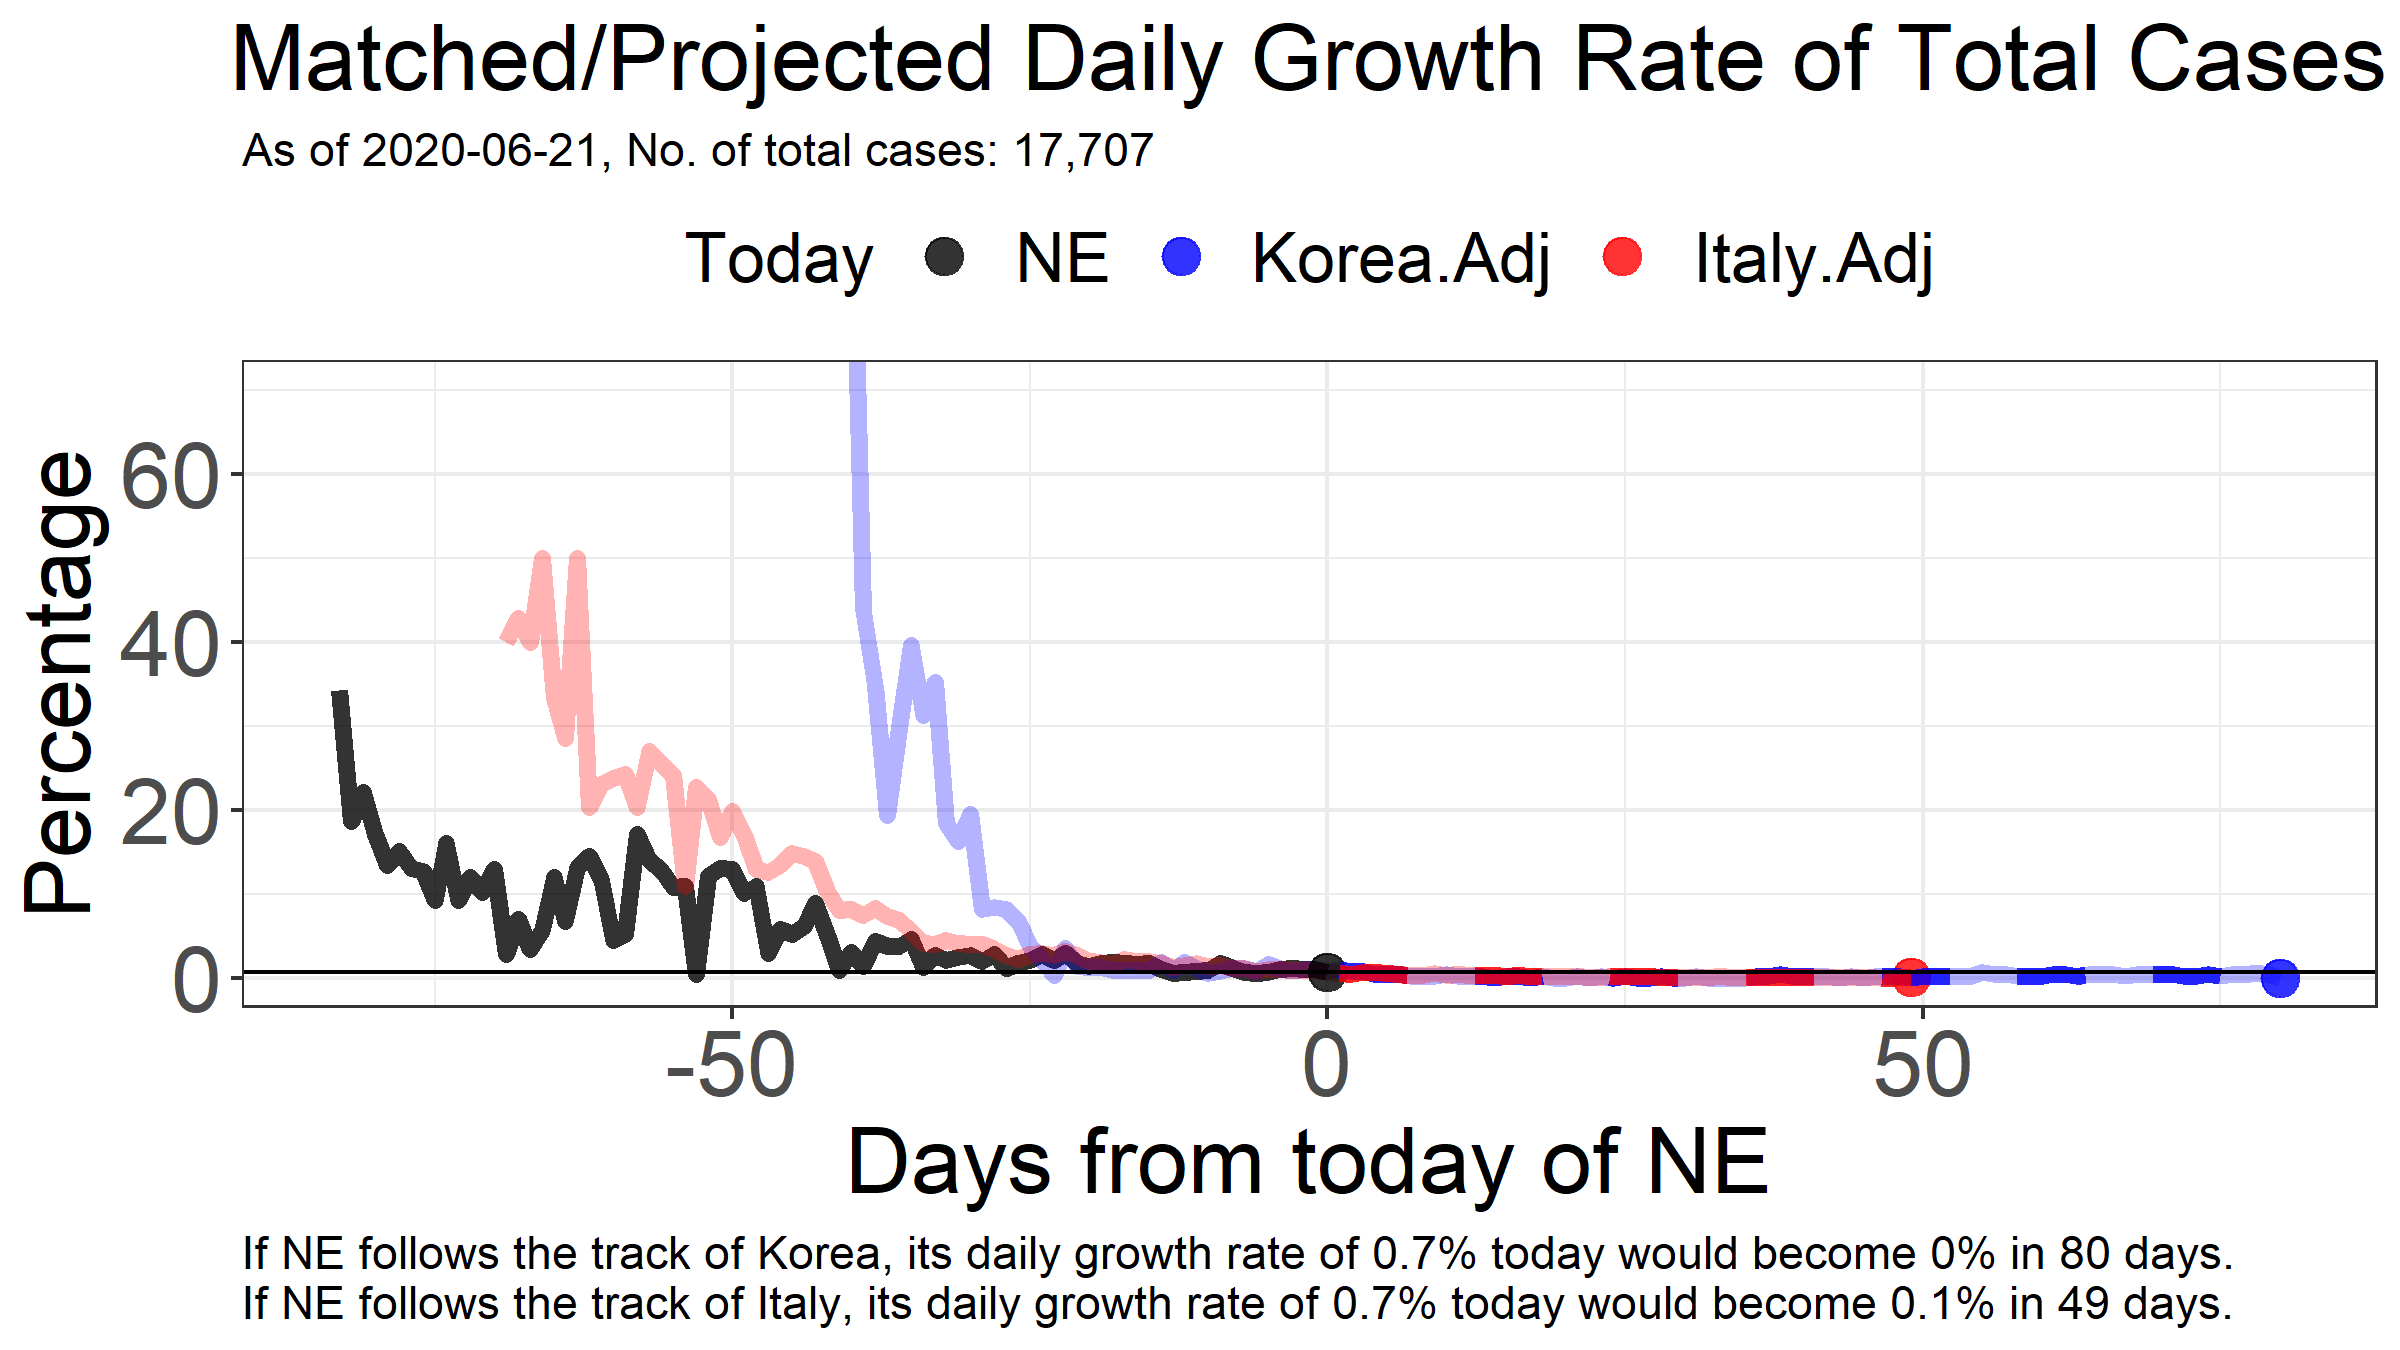 Matched/Projected Daily Growth Rate of Total Cases
As of 2020-06-21, No. of total cases: 17,707
Today NE Korea.Adj Italy.Adj
Percentage
60
40
20
0
-50 0 50
Days from today of NE
If NE follows the track of Korea, its daily growth rate of 0.7% today would become 0% in 80 days.
If NE follows the track of Italy, its daily growth rate of 0.7% today would become 0.1% in 49 days.